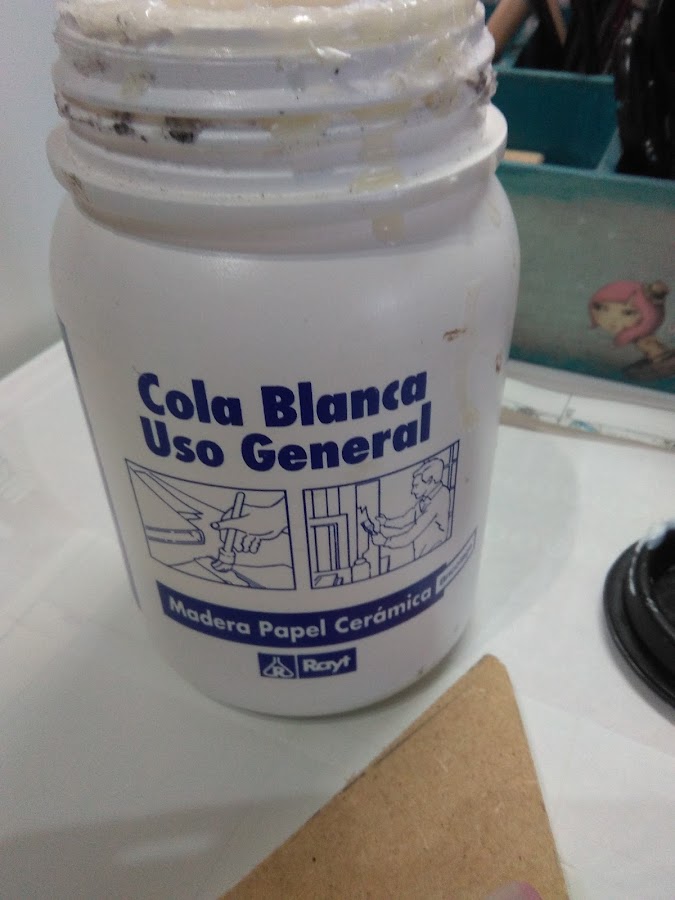 Cola Blanca
Uso General
Madera Papel Cerámica
R Rayt